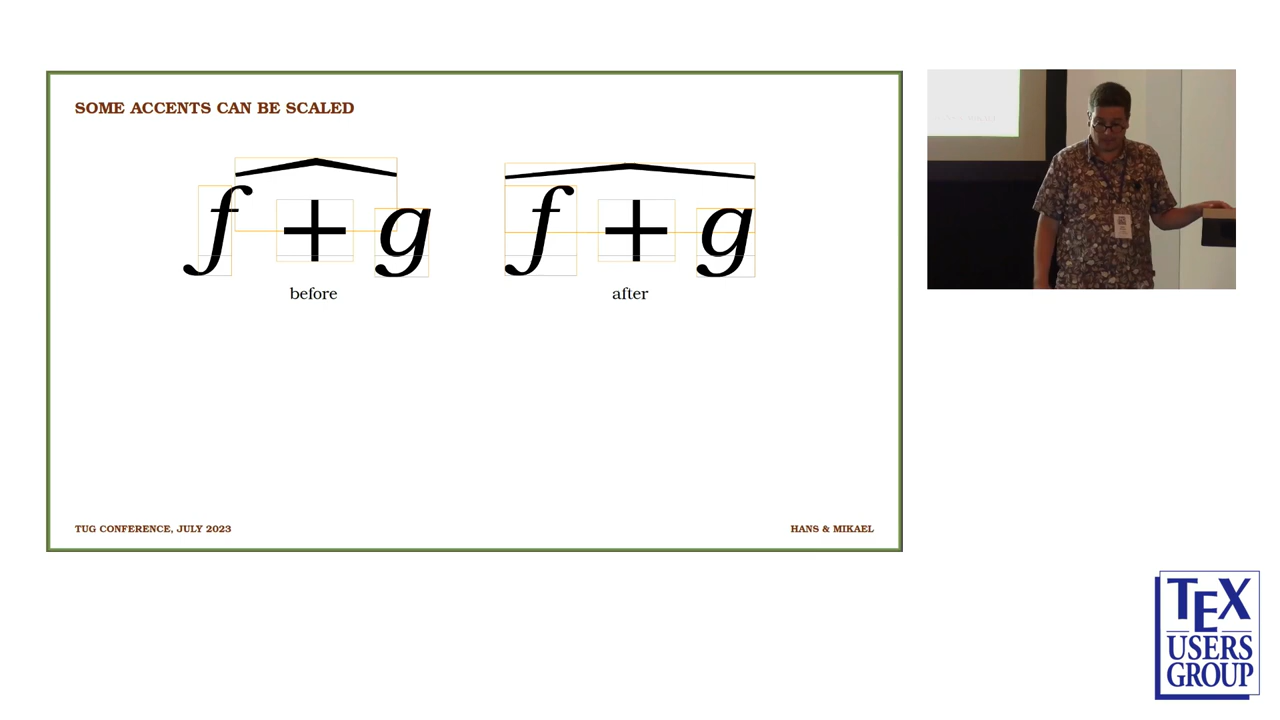 SOME ACCENTS CAN BE SCALED
f + g
f + g
before
after
TUG CONFERENCE, JULY 2023
HANS & MIKAEL
TEX
USERS
GROUP